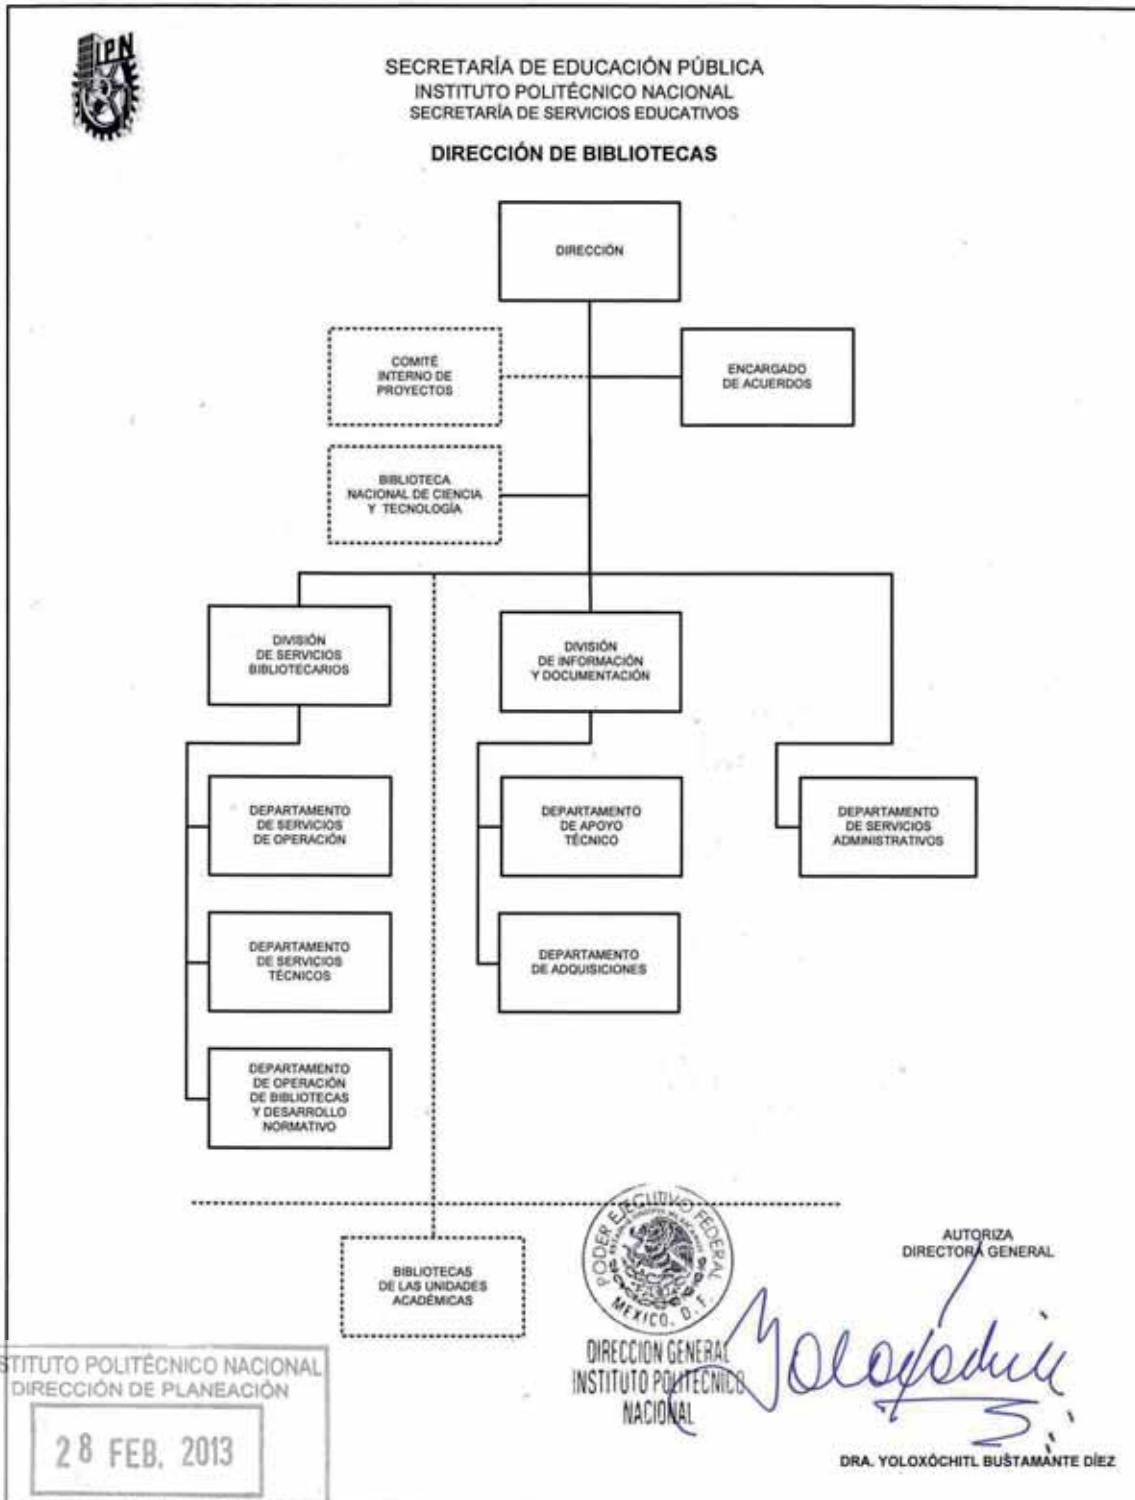 IPN
SECRETARÍA DE EDUCACIÓN PÚBLICA
INSTITUTO POLITÉCNICO NACIONAL
SECRETARÍA DE SERVICIOS EDUCATIVOS
DIRECCIÓN DE BIBLIOTECAS
DIRECCIÓN
COMITÉ
INTERNO DE
PROYECTOS
ENCARGADO
DE ACUERDOS
BIBLIOTECA
NACIONAL DE CIENCIA
Y TECNOLOGÍA
DIVISIÓN
DE SERVICIOS
BIBLIOTECARIOS
DIVISIÓN
DE INFORMACIÓN
Y DOCUMENTACIÓN
DEPARTAMENTO
DE SERVICIOS
DE OPERACIÓN
DEPARTAMENTO
DE APOYO
TÉCNICO
DEPARTAMENTO
DE SERVICIOS
ADMINISTRATIVOS
DEPARTAMENTO
DE SERVICIOS
TÉCNICOS
DEPARTAMENTO
DE ADQUISICIONES
DEPARTAMENTO
DE OPERACIÓN
DE BIBLIOTECAS
Y DESARROLLO
NORMATIVO
BIBLIOTECAS
DE LAS UNIDADES
ACADÉMICAS
PODER EJECUTIVO FEDERAL
ESTADOS UNIDOS MEXICANOS
MEXICO, D. F.
DIRECCION GENERAL
INSTITUTO POLITECNICO
NACIONAL
AUTORIZA
DIRECTORA GENERAL
Yoloxóchitl
DRA. YOLOXÓCHITL BUSTAMANTE DÍEZ
STITUTO POLITÉCNICO NACIONAL
DIRECCIÓN DE PLANEACIÓN
28 FEB. 2013